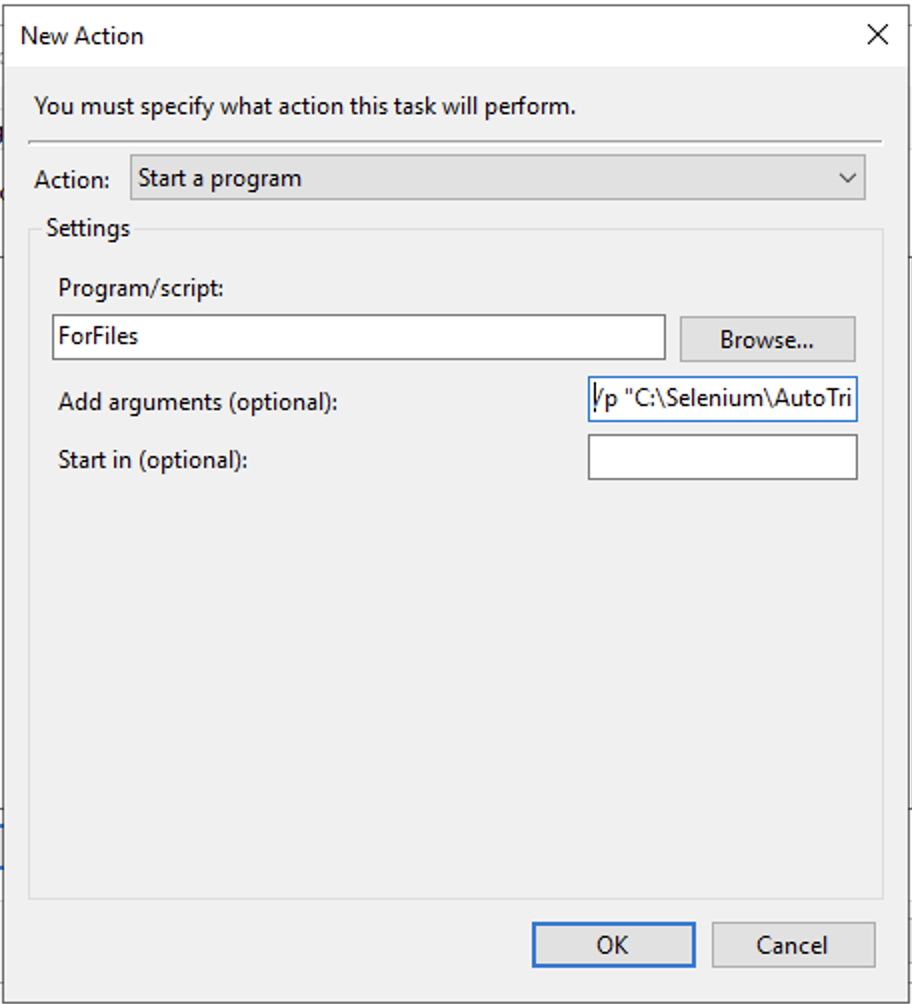 New Action
You must specify what action this task will perform.
Action: Start a program
Settings
Program/script:
ForFiles
Browse...
Add arguments (optional): /p "C:\Selenium\AutoTri
Start in (optional):
OK Cancel